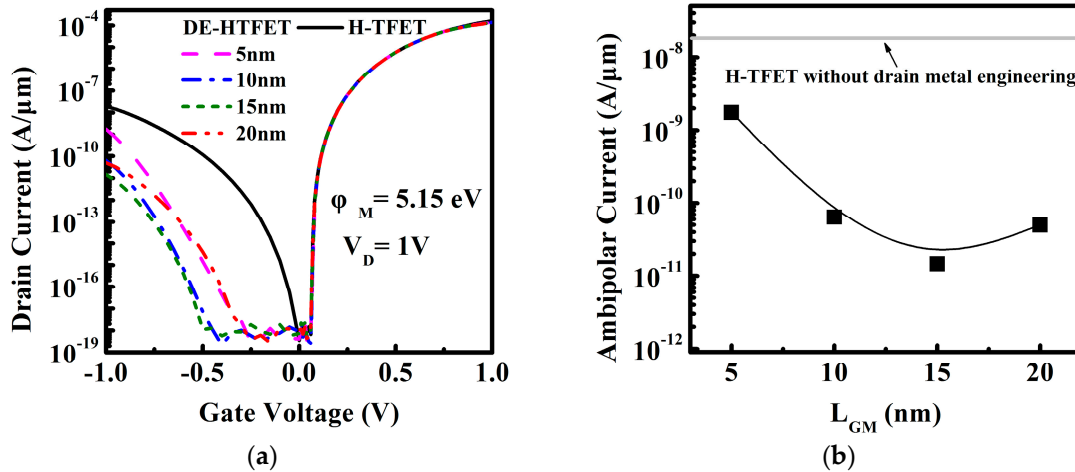 DE-HTFET H-TFET
5nm
10nm
15nm
20nm
φ M = 5.15 eV
V D = 1V
10-4
10-7
10-10
10-13
10-16
10-19
Drain Current (A/μm)
-1.0 -0.5 0.0 0.5 1.0
Gate Voltage (V)
(a)
H-TFET without drain metal engineering
10-8
10-9
10-10
10-11
10-12
Ambipolar Current (A/μm)
5 10 15 20
L GM (nm)
(b)